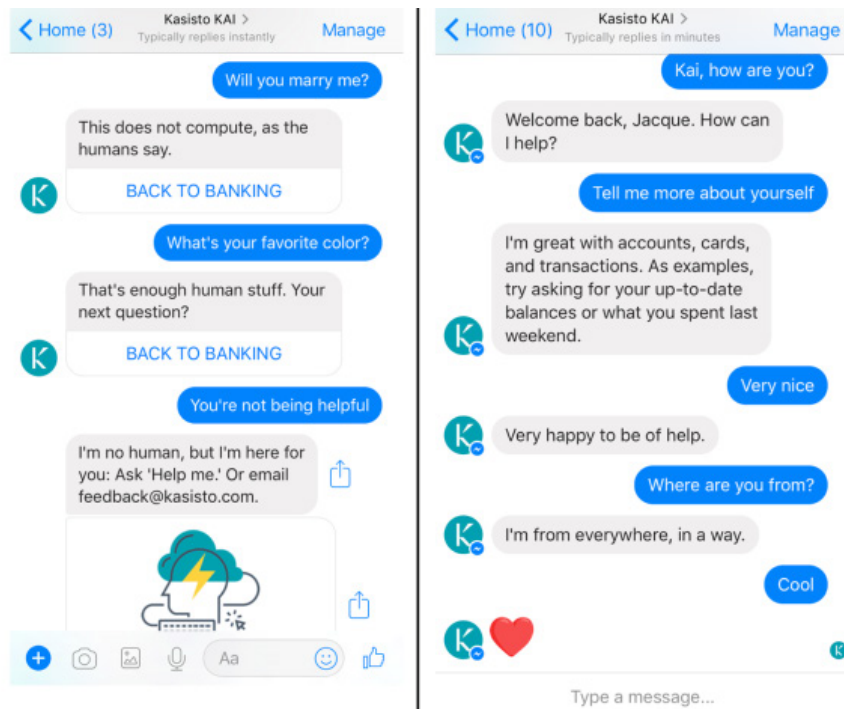 Home (3)
Kasisto KAI >
Typically replies instantly
Manage
Will you marry me?
This does not compute, as the
humans say.
BACK TO BANKING
What's your favorite color?
That's enough human stuff. Your
next question?
BACK TO BANKING
You're not being helpful
I'm no human, but I'm here for
you: Ask 'Help me.' Or email
feedback@kasisto.com.
Aa
Home (10)
Kasisto KAI >
Typically replies in minutes
Manage
Kai, how are you?
Welcome back, Jacque. How can
I help?
Tell me more about yourself
I'm great with accounts, cards,
and transactions. As examples,
try asking for your up-to-date
balances or what you spent last
weekend.
Very nice
Very happy to be of help.
Where are you from?
I'm from everywhere, in a way.
Cool
Type a message...